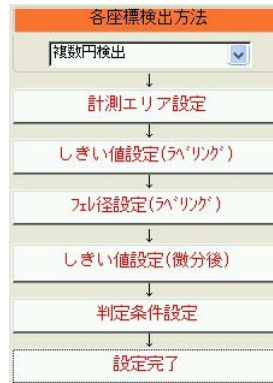 各座標検出方法
複数円検出
↓
計測エリア設定
↓
しきい値設定(ﾗﾍﾞﾘﾝｸﾞ)
↓
ﾌｪﾚ径設定(ﾗﾍﾞﾘﾝｸﾞ)
↓
しきい値設定(微分後)
↓
判定条件設定
↓
設定完了